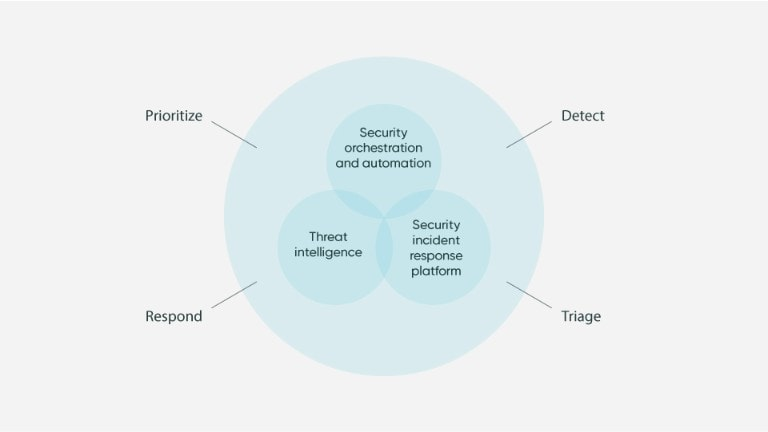 Prioritize
Detect
Security
orchestration
and automation
Threat
intelligence
Security
incident
response
platform
Respond
Triage